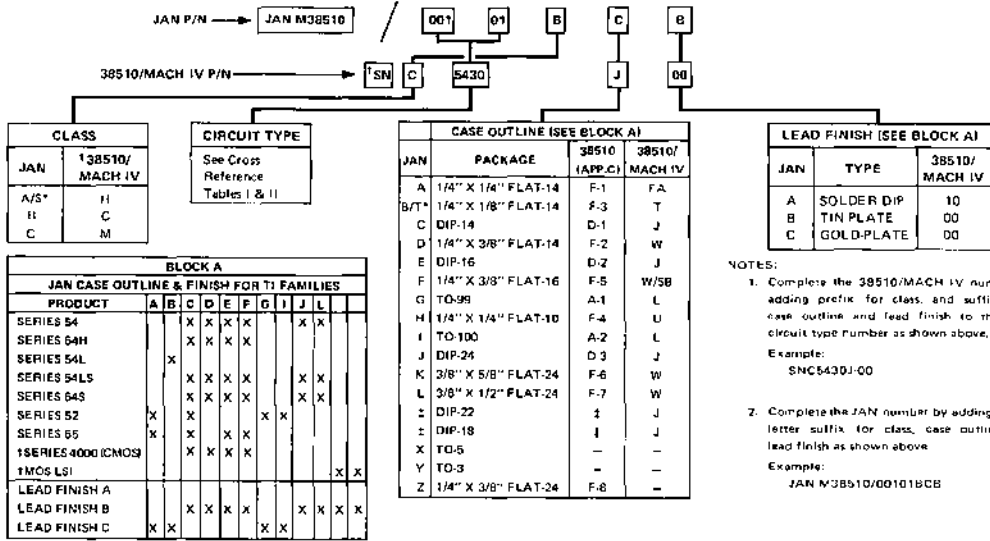 JAN P/N JAN M38510 / 001 01 B C B
38510/MACH IV P/N †SN C 5430 J 00
CLASS
JAN †38510/ MACH IV
A/S* H
B C
C M
CIRCUIT TYPE
See Cross
Reference
Tables I & II
CASE OUTLINE (SEE BLOCK A)
JAN PACKAGE 38510 (APP.C) 38510/ MACH IV
A 1/4" X 1/4" FLAT-14 F-1 FA
B/T* 1/4" X 1/8" FLAT-14 F-3 T
C DIP-14 D-1 J
D 1/4" X 3/8" FLAT-14 F-2 W
E DIP-16 D-2 J
F 1/4" X 3/8" FLAT-16 F-5 W/SB
G TO-99 A-1 L
H 1/4" X 1/4" FLAT-10 F-4 U
I TO-100 A-2 L
J DIP-24 D-3 J
K 3/8" X 5/8" FLAT-24 F-6 W
L 3/8" X 1/2" FLAT-24 F-7 W
‡ DIP-22 ‡ J
‡ DIP-18 ‡ J
X TO-5 – –
Y TO-3 – –
Z 1/4" X 3/8" FLAT-24 F-8 –
LEAD FINISH (SEE BLOCK A)
JAN TYPE 38510/ MACH IV
A SOLDER DIP 10
B TIN PLATE 00
C GOLD-PLATE 00
BLOCK A
JAN CASE OUTLINE & FINISH FOR TI FAMILIES
PRODUCT A B C D E F G I J L
SERIES 54 X X X X X X
SERIES 54H X X X X
SERIES 54L X
SERIES 54LS X X X X X X
SERIES 54S X X X X X X
SERIES 52 X X X X
SERIES 55 X X X X
†SERIES 4000 (CMOS) X X X X
†MOS LSI X X
LEAD FINISH A
LEAD FINISH B X X X X X X X X
LEAD FINISH C X X X X
NOTES:
1. Complete the 38510/MACH IV num
adding prefix for class, and suffi
case outline and lead finish to th
circuit type number as shown above.
Example:
SNC5430J-00
2. Complete the JAN number by adding
letter suffix for class, case outlin
lead finish as shown above
Example:
JAN M38510/00101BCB